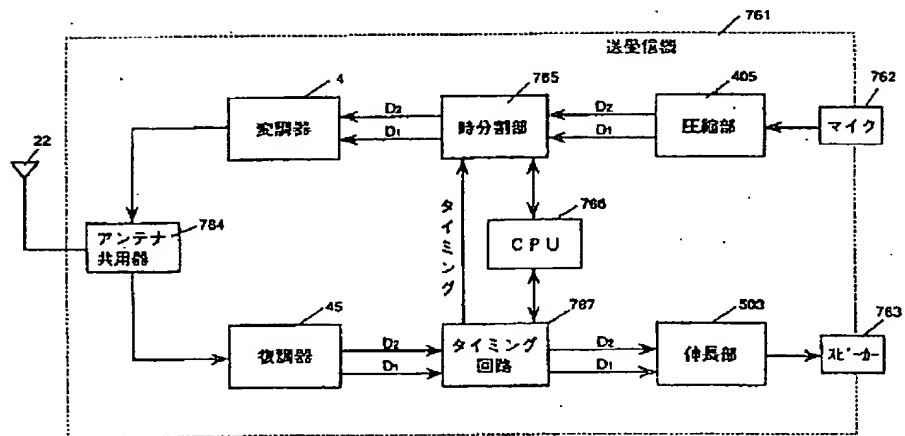 761
送受信機
4
765
405
762
変調器
D2
D1
時分割部
D2
D1
圧縮部
マイク
22
764
アンテナ
共用器
タイミング
766
CPU
45
767
503
763
復調器
D2
D1
タイミング
回路
D2
D1
伸長部
スピーカー